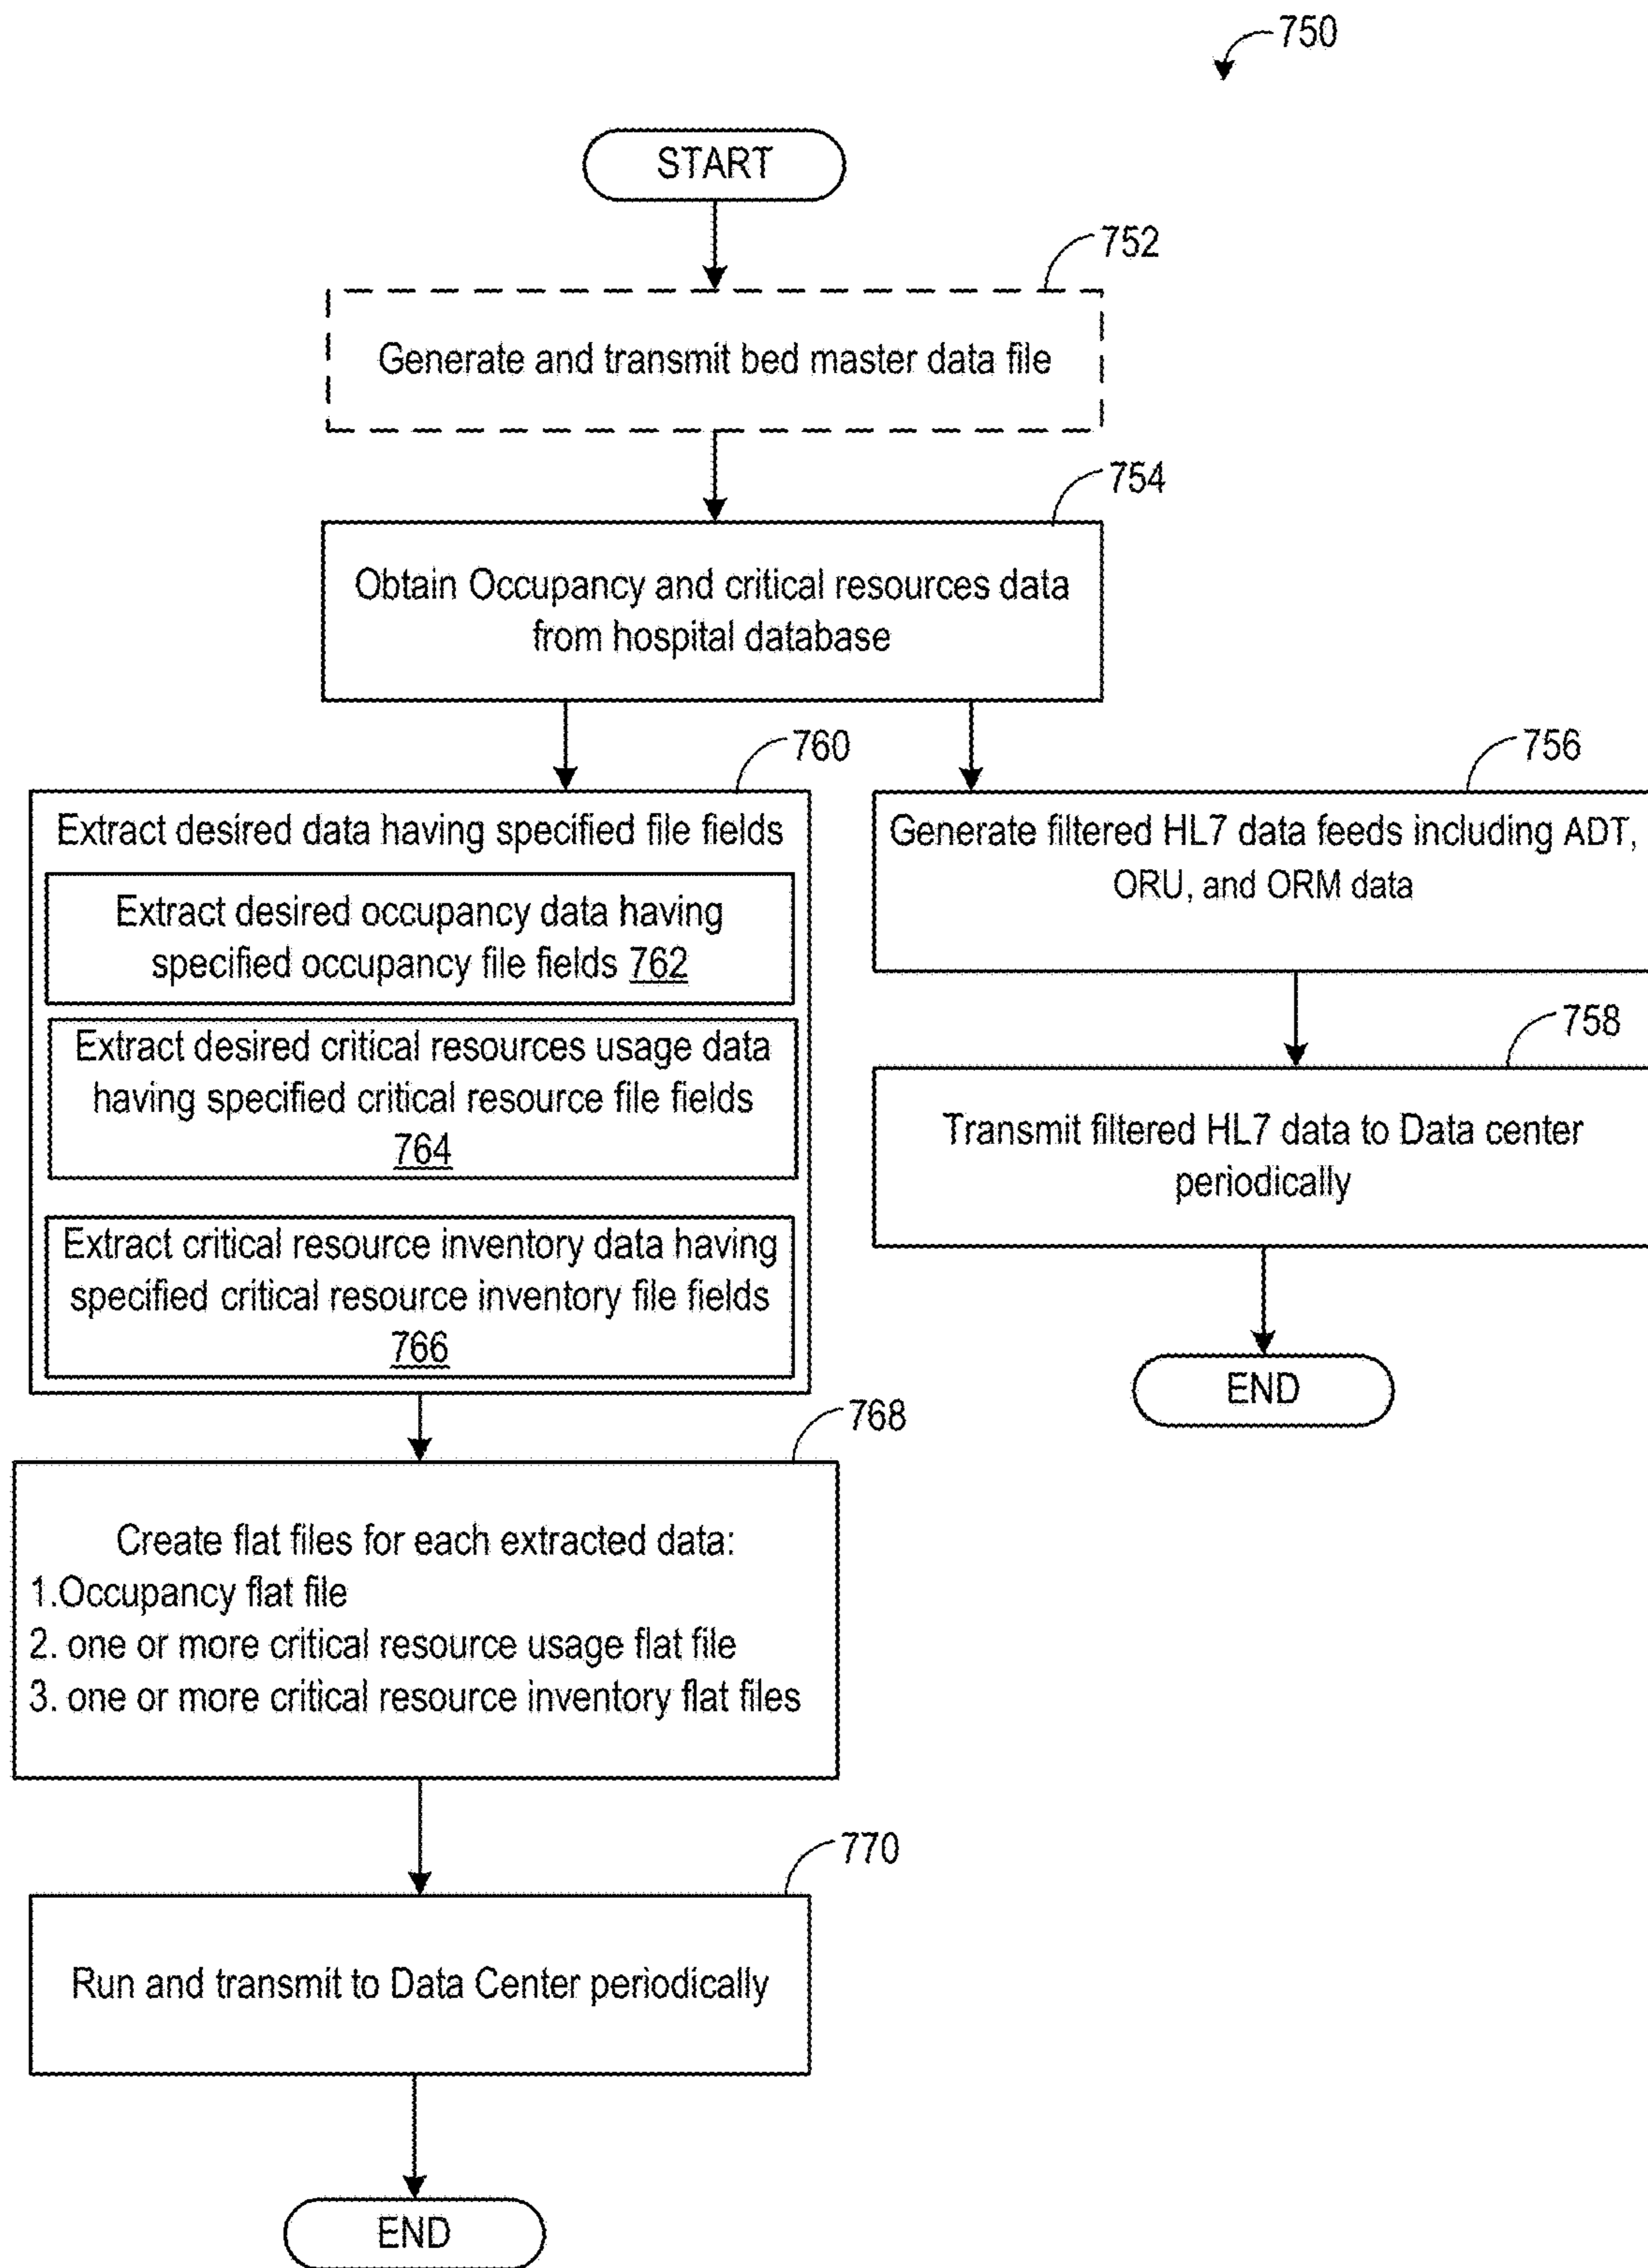 750
START
752
Generate and transmit bed master data file
754
Obtain Occupancy and critical resources data
from hospital database
760
Extract desired data having specified file fields
Extract desired occupancy data having
specified occupancy file fields 762
Extract desired critical resources usage data
having specified critical resource file fields
764
Extract critical resource inventory data having
specified critical resource inventory file fields
766
756
Generate filtered HL7 data feeds including ADT,
ORU, and ORM data
758
Transmit filtered HL7 data to Data center
periodically
END
768
Create flat files for each extracted data:
1.Occupancy flat file
2. one or more critical resource usage flat file
3. one or more critical resource inventory flat files
770
Run and transmit to Data Center periodically
END